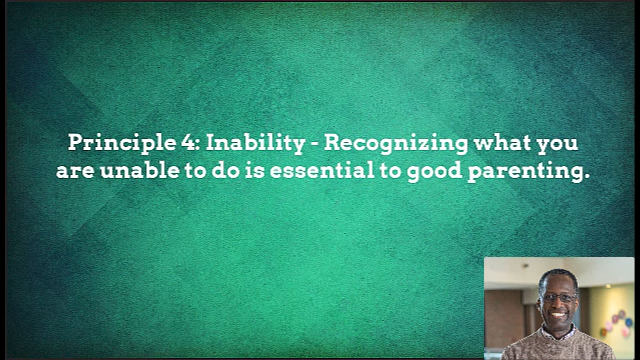 Principle 4: Inability - Recognizing what you
are unable to do is essential to good parenting.